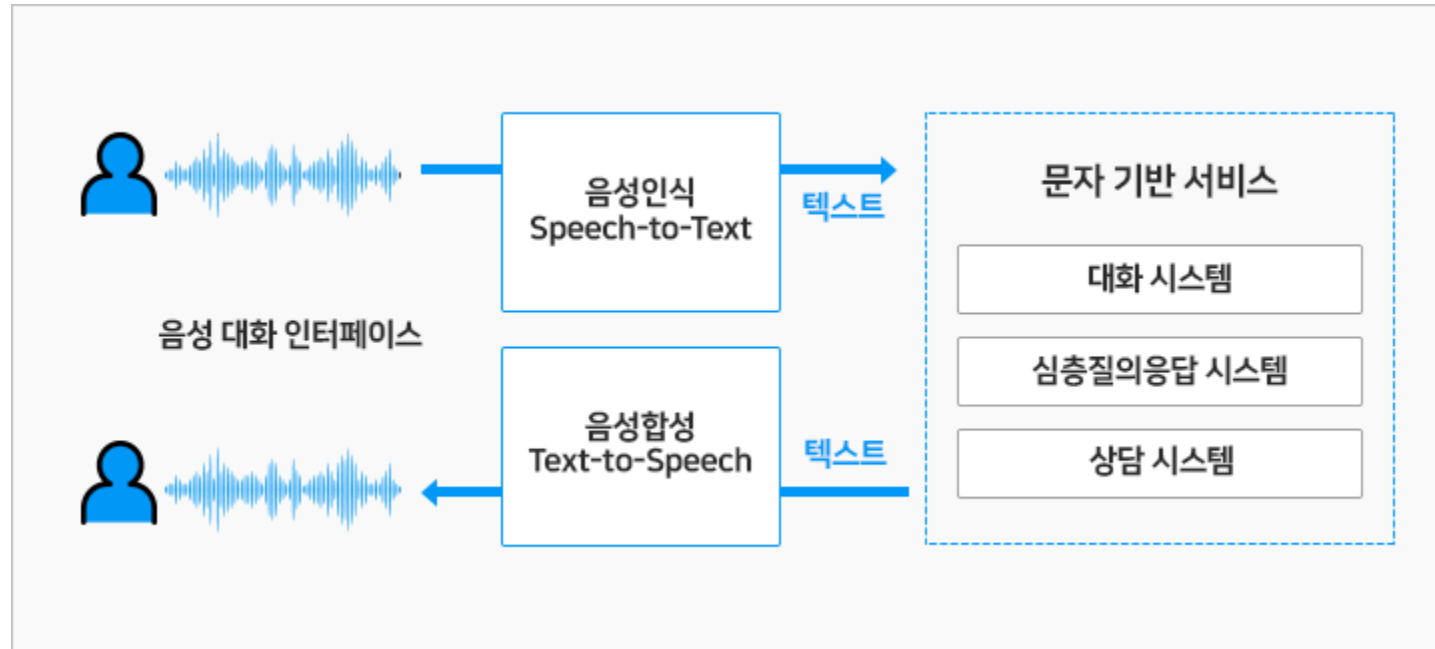 음성인식
Speech-to-Text
텍스트
문자 기반 서비스
대화 시스템
심층질의응답 시스템
상담 시스템
음성 대화 인터페이스
음성합성
Text-to-Speech
텍스트